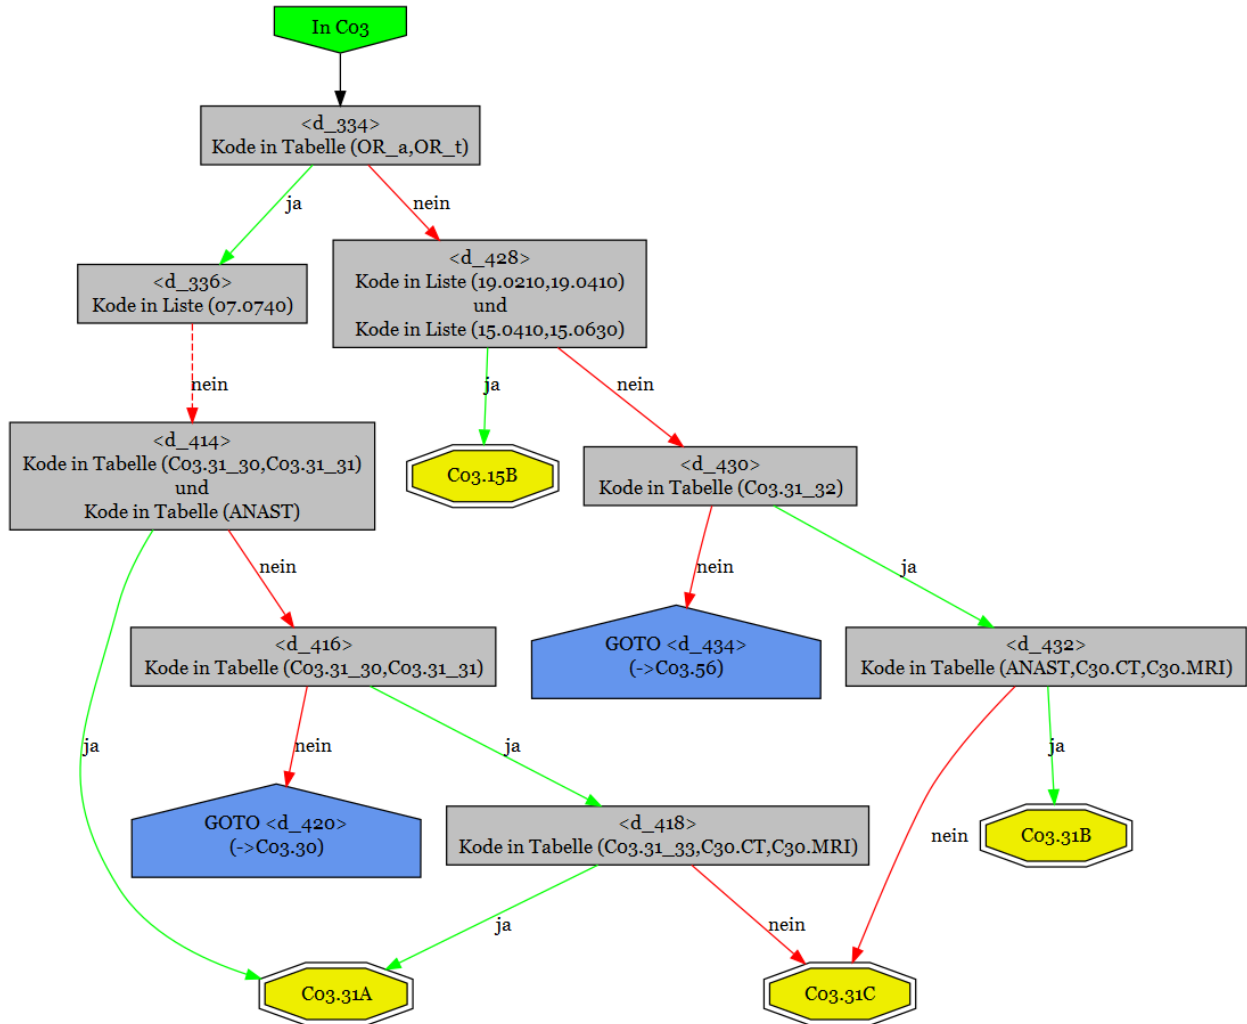 In C03
<d_334>
Kode in Tabelle (OR_a,OR_t)
ja
nein
<d_336>
Kode in Liste (07.0740)
<d_428>
Kode in Liste (19.0210,19.0410)
und
Kode in Liste (15.0410,15.0630)
nein
ja
nein
<d_414>
Kode in Tabelle (C03.31_30,C03.31_31)
und
Kode in Tabelle (ANAST)
C03.15B
<d_430>
Kode in Tabelle (C03.31_32)
nein
nein
ja
<d_416>
Kode in Tabelle (C03.31_30,C03.31_31)
GOTO <d_434>
(->C03.56)
<d_432>
Kode in Tabelle (ANAST,C30.CT,C30.MRI)
ja
nein
ja
ja
GOTO <d_420>
(->C03.30)
<d_418>
Kode in Tabelle (C03.31_33,C30.CT,C30.MRI)
nein
C03.31B
ja
nein
C03.31A
C03.31C